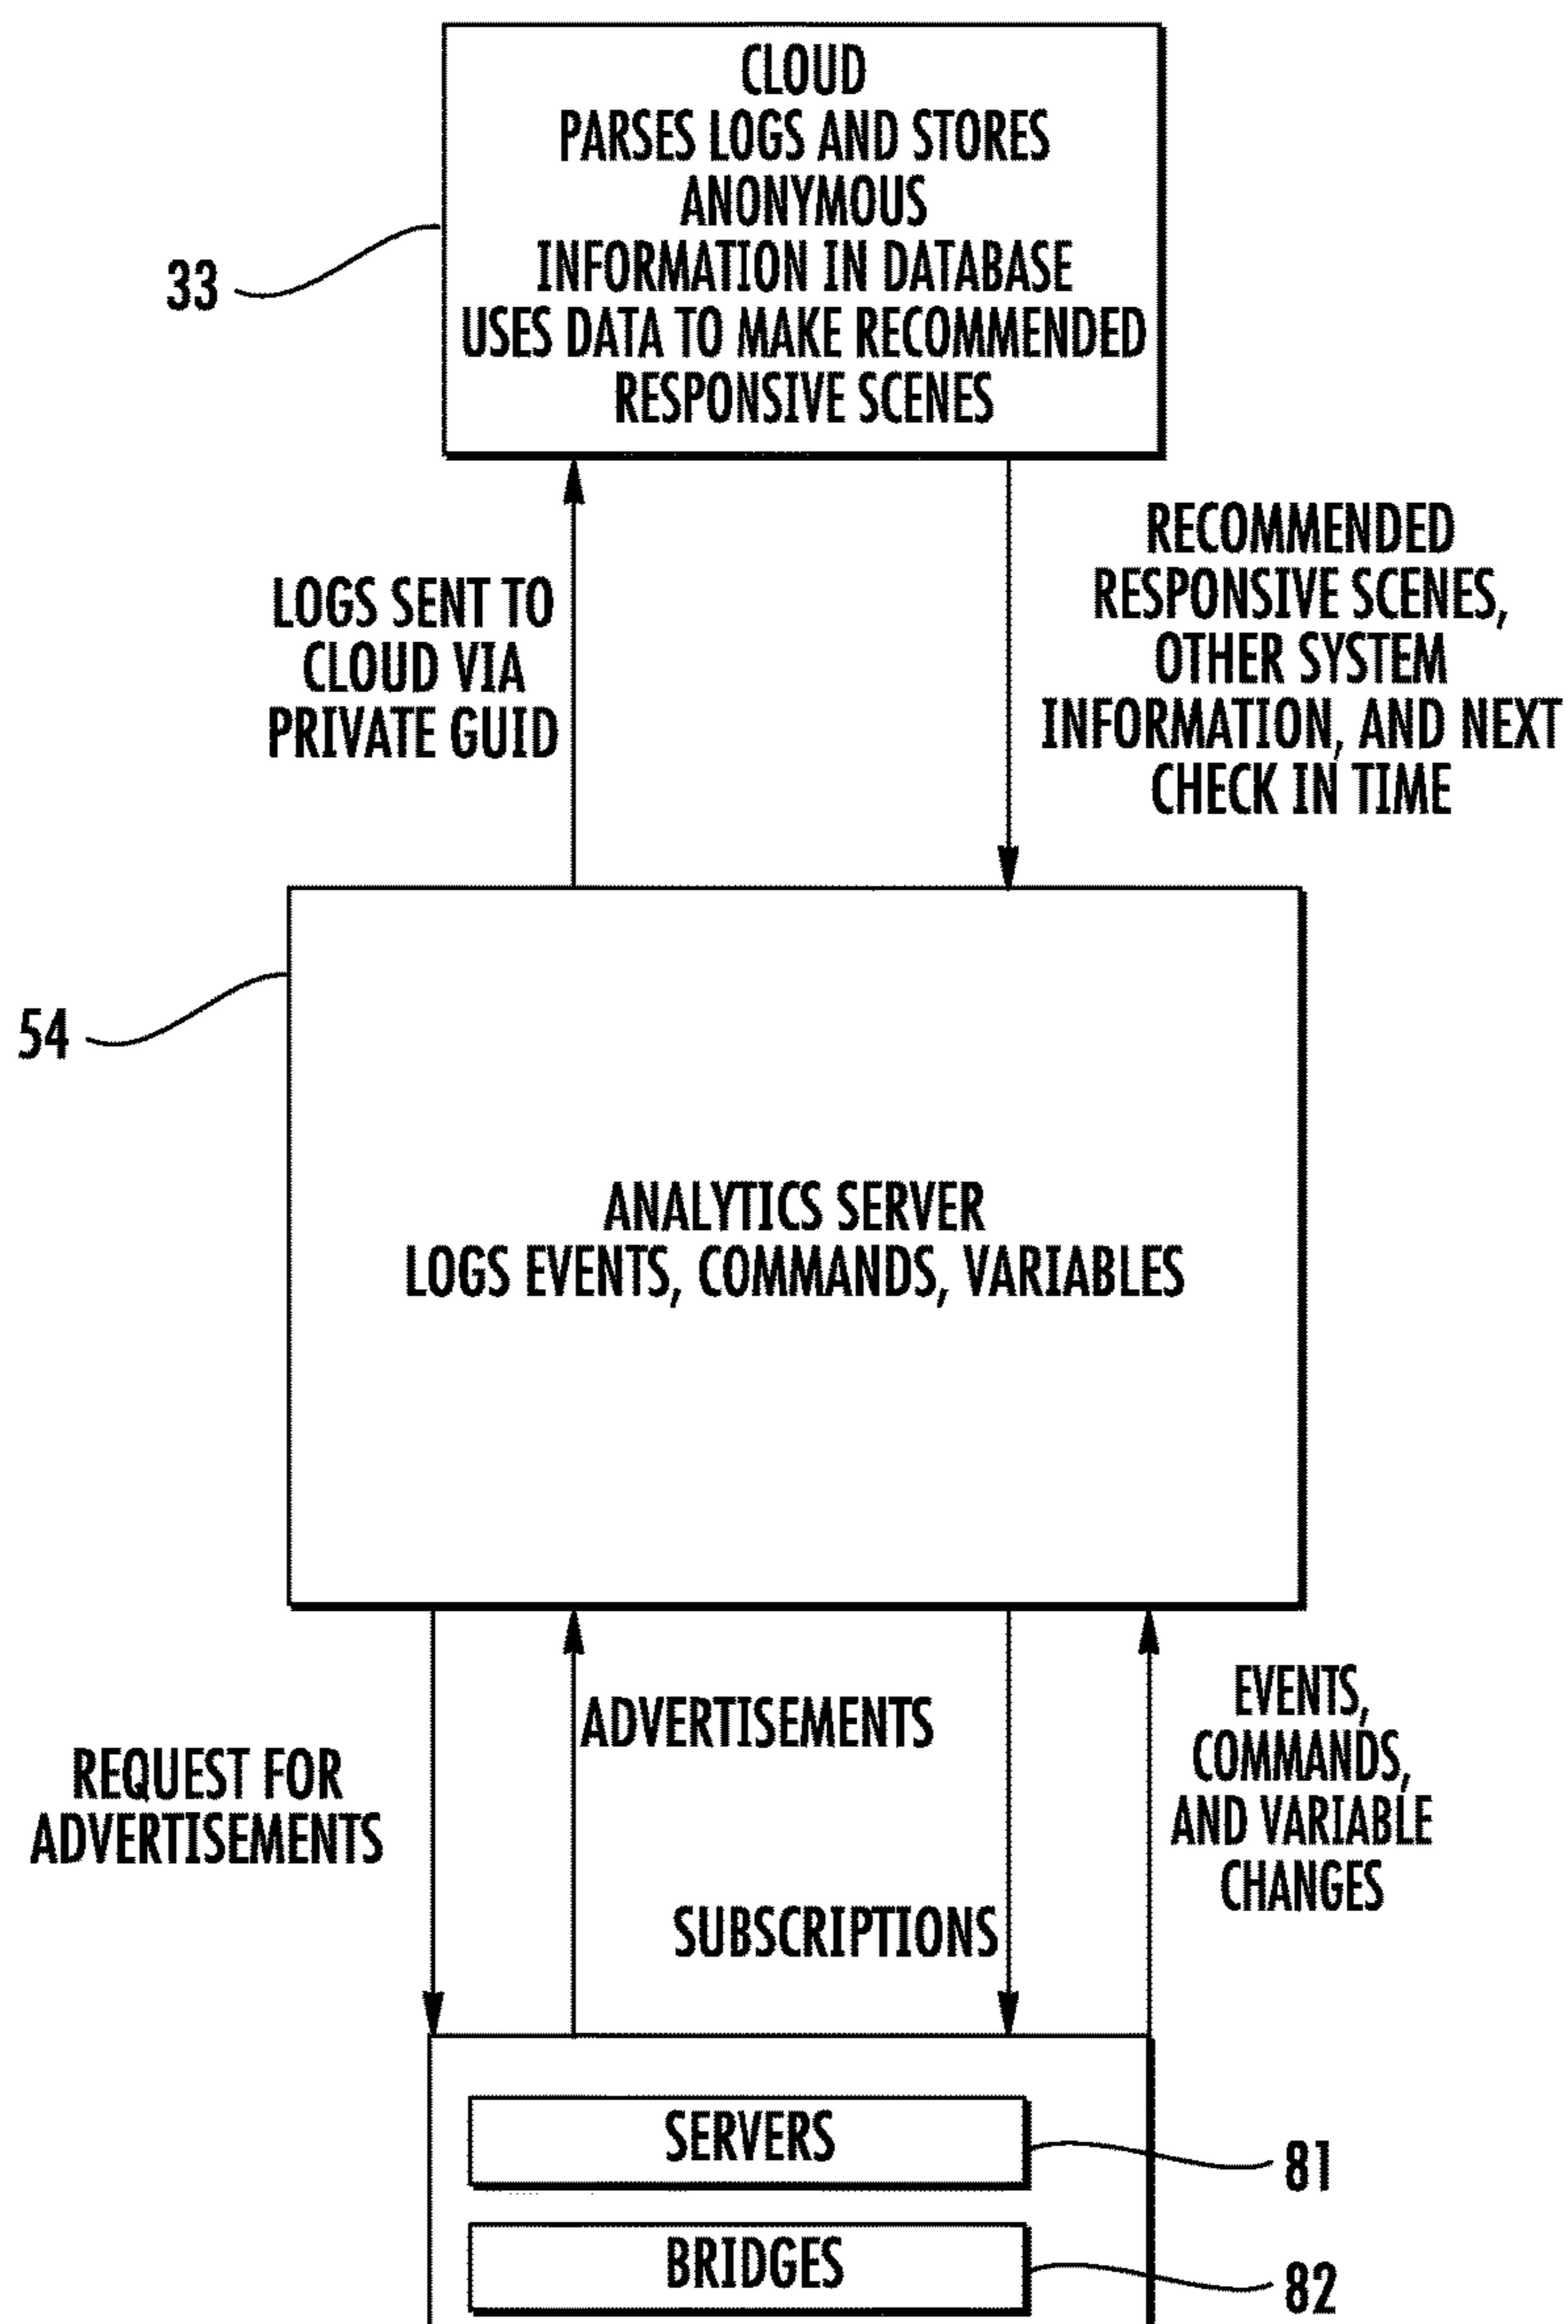 CLOUD
PARSES LOGS AND STORES
ANONYMOUS
INFORMATION IN DATABASE
USES DATA TO MAKE RECOMMENDED
RESPONSIVE SCENES
33
LOGS SENT TO
CLOUD VIA
PRIVATE GUID
RECOMMENDED
RESPONSIVE SCENES,
OTHER SYSTEM
INFORMATION, AND NEXT
CHECK IN TIME
54
ANALYTICS SERVER
LOGS EVENTS, COMMANDS, VARIABLES
REQUEST FOR
ADVERTISEMENTS
ADVERTISEMENTS
SUBSCRIPTIONS
EVENTS,
COMMANDS,
AND VARIABLE
CHANGES
SERVERS
81
BRIDGES
82